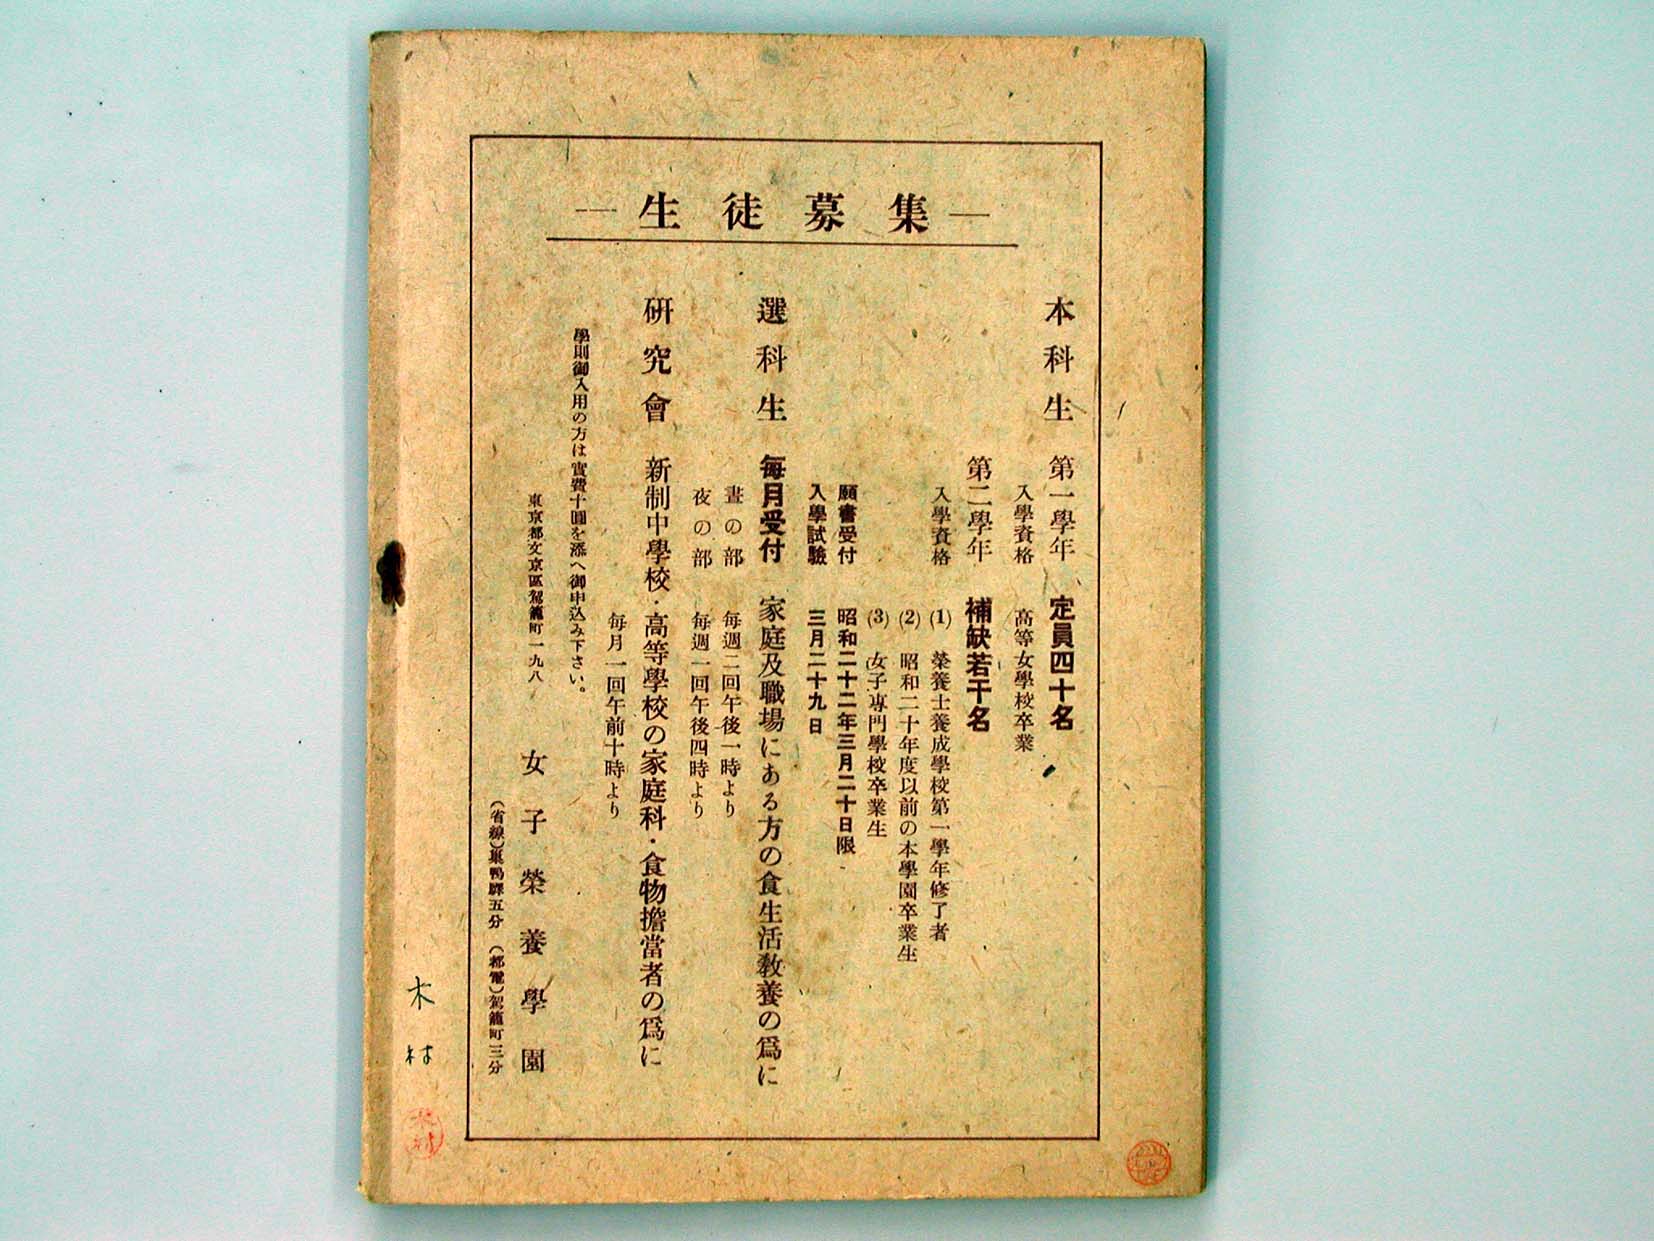 生徒募集
本科生 第一學年 定員四十名
入學資格 高等女學校卒業
第二學年 補缺若干名
入學資格 (1) 榮養士養成學校第一學年修了者
(2) 昭和二十年度以前の本學園卒業生
(3) 女子專門學校卒業生
願書受付 昭和二十二年三月二十日限
入學試驗 三月二十九日
選科生 毎月受付 家庭及職場にある方の食生活敎養の爲に
晝の部 毎週二回午後一時より
夜の部 毎週一回午後四時より
研究會 新制中學校・高等學校の家庭科・食物擔當者の爲に
毎月一回午前十時より
學則御入用の方は實費十圓を添へ御申込み下さい。
東京都文京區駕籠町一九八 女子榮養學園
(省線)巣鴨驛五分 (都電)駕籠町三分
木村
木村